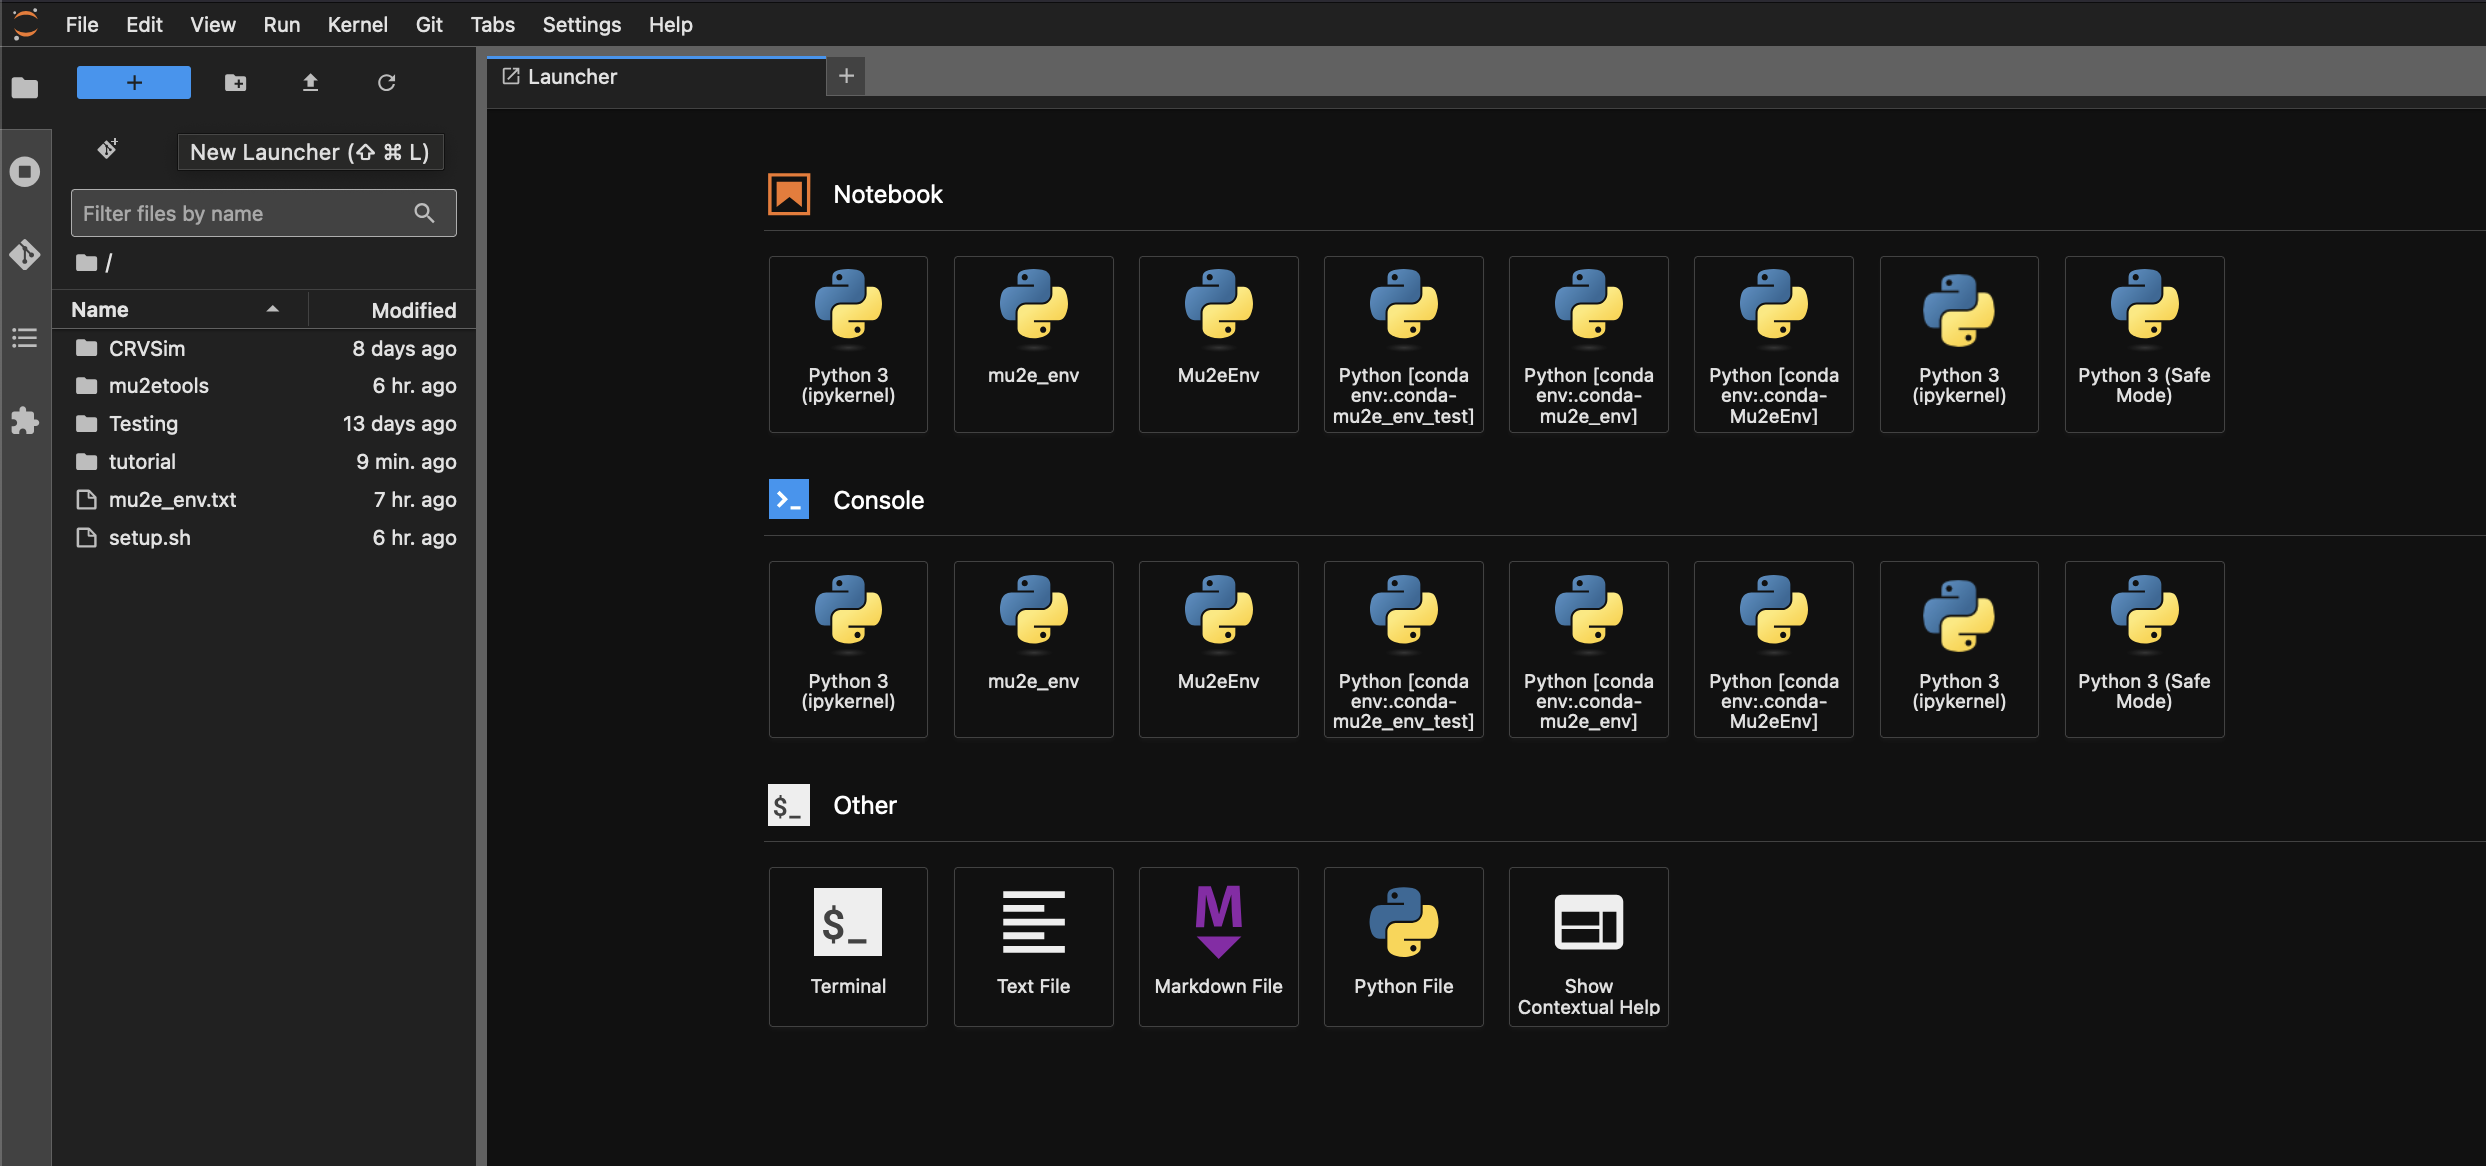 File Edit View Run Kernel Git Tabs Settings Help
+
Launcher
+
New Launcher (⇧ ⌘ L)
Filter files by name
/
Name Modified
CRVSim 8 days ago
mu2etools 6 hr. ago
Testing 13 days ago
tutorial 9 min. ago
mu2e_env.txt 7 hr. ago
setup.sh 6 hr. ago
Notebook
Python 3
(ipykernel)
mu2e_env
Mu2eEnv
Python [conda
env:.conda-
mu2e_env_test]
Python [conda
env:.conda-
mu2e_env]
Python [conda
env:.conda-
Mu2eEnv]
Python 3
(ipykernel)
Python 3 (Safe
Mode)
Console
Python 3
(ipykernel)
mu2e_env
Mu2eEnv
Python [conda
env:.conda-
mu2e_env_test]
Python [conda
env:.conda-
mu2e_env]
Python [conda
env:.conda-
Mu2eEnv]
Python 3
(ipykernel)
Python 3 (Safe
Mode)
$_
Other
$_
Terminal
Text File
M
Markdown File
Python File
Show
Contextual Help